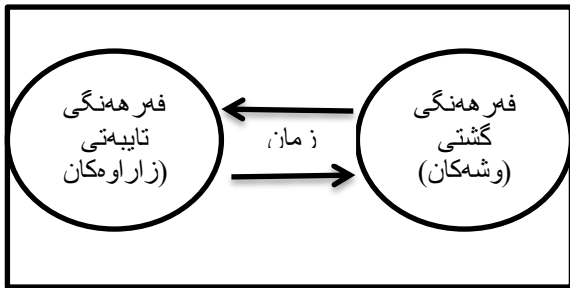 فەرهەنگی
گشتی
(وشەکان)
زمان
فەرهەنگی
تایبەتی
(زاراوەکان